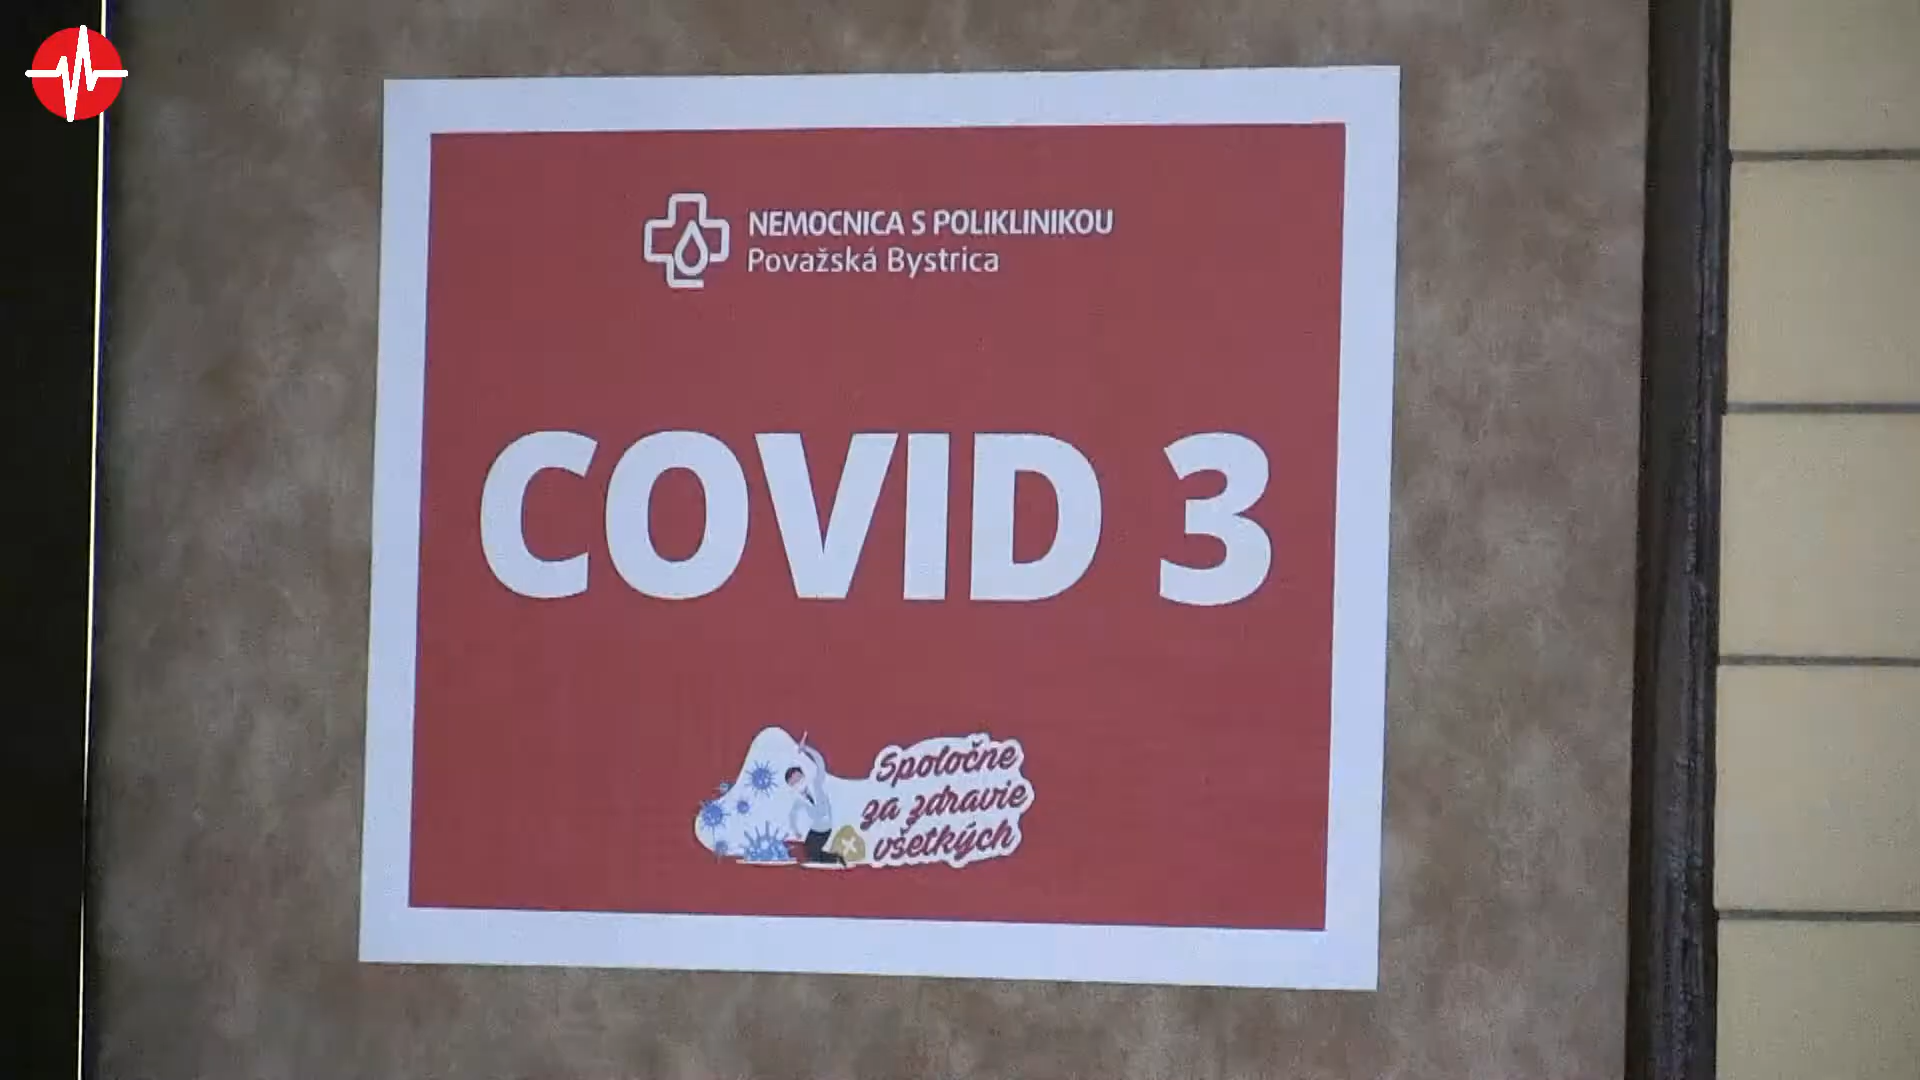 NEMOCNICA S POLIKLINIKOU
Považská Bystrica
COVID 3
Spoločne
za zdravie
všetkých